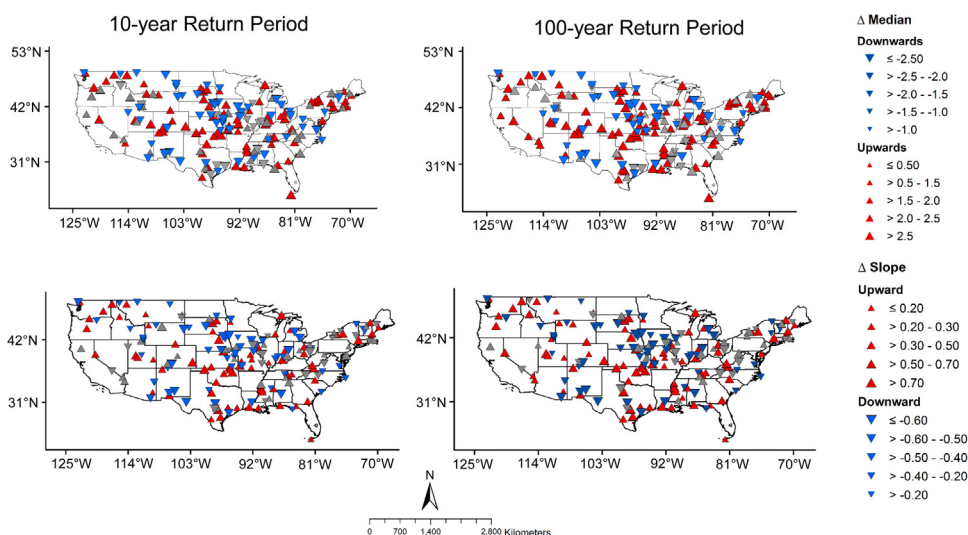 10-year Return Period
100-year Return Period
53°N
42°N
31°N
125°W 114°W 103°W 92°W 81°W 70°W
53°N
42°N
31°N
125°W 114°W 103°W 92°W 81°W 70°W
Δ Median
Downwards
≤ -2.50
> -2.5 - -2.0
> -2.0 - -1.5
> -1.5 - -1.0
> -1.0
Upwards
≤ 0.50
> 0.5 - 1.5
> 1.5 - 2.0
> 2.0 - 2.5
> 2.5
42°N
31°N
125°W 114°W 103°W 92°W 81°W 70°W
42°N
31°N
125°W 114°W 103°W 92°W 81°W 70°W
Δ Slope
Upward
≤ 0.20
> 0.20 - 0.30
> 0.30 - 0.50
> 0.50 - 0.70
> 0.70
Downward
≤ -0.60
> -0.60 - -0.50
> -0.50 - -0.40
> -0.40 - -0.20
> -0.20
N
0 700 1,400 2,800 Kilometers